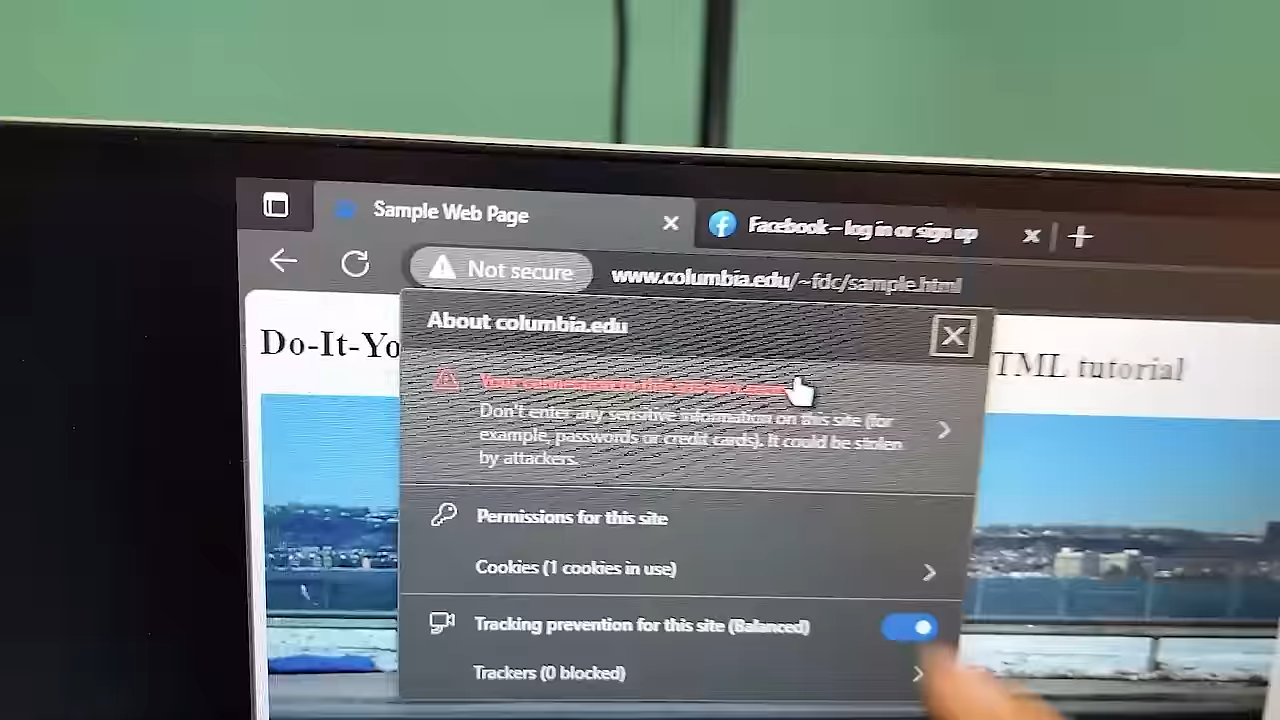 Sample Web Page
Facebook – log in or sign up
Not secure
www.columbia.edu/~fdc/sample.html
About columbia.edu
Do-It-Yo
TML tutorial
Don't enter any sensitive information on this site (for
example, passwords or credit cards). It could be stolen
by attackers.
Permissions for this site
Cookies (1 cookies in use)
Tracking prevention for this site (Balanced)
Trackers (0 blocked)